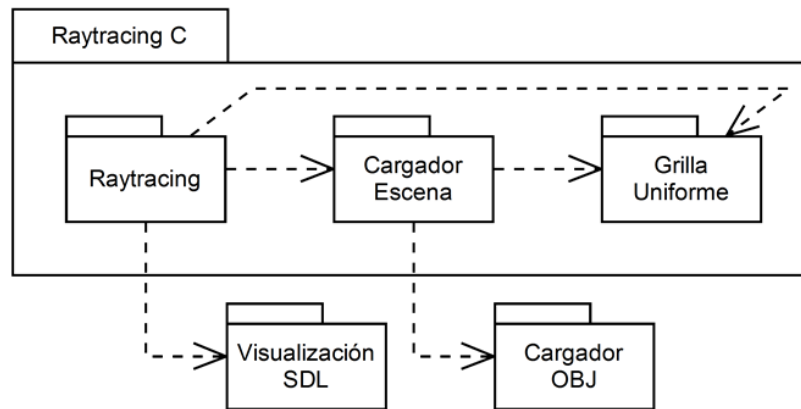 Raytracing C
Raytracing
Cargador
Escena
Grilla
Uniforme
Visualización
SDL
Cargador
OBJ